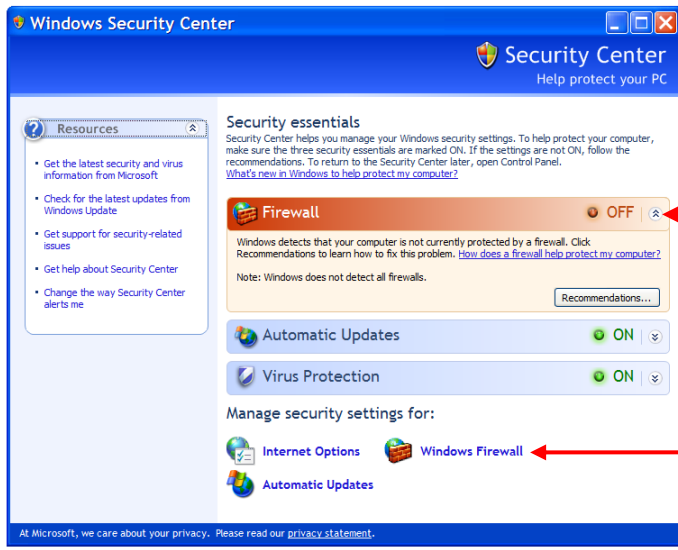 Windows Security Center
Security Center
Help protect your PC
Resources
Get the latest security and virus
information from Microsoft
Check for the latest updates from
Windows Update
Get support for security-related
issues
Get help about Security Center
Change the way Security Center
alerts me
Security essentials
Security Center helps you manage your Windows security settings. To help protect your computer,
make sure the three security essentials are marked ON. If the settings are not ON, follow the
recommendations. To return to the Security Center later, open Control Panel.
What's new in Windows to help protect my computer?
Firewall OFF
Windows detects that your computer is not currently protected by a firewall. Click
Recommendations to learn how to fix this problem. How does a firewall help protect my computer?
Note: Windows does not detect all firewalls.
Recommendations...
Automatic Updates ON
Virus Protection ON
Manage security settings for:
Internet Options Windows Firewall
Automatic Updates
At Microsoft, we care about your privacy. Please read our privacy statement.